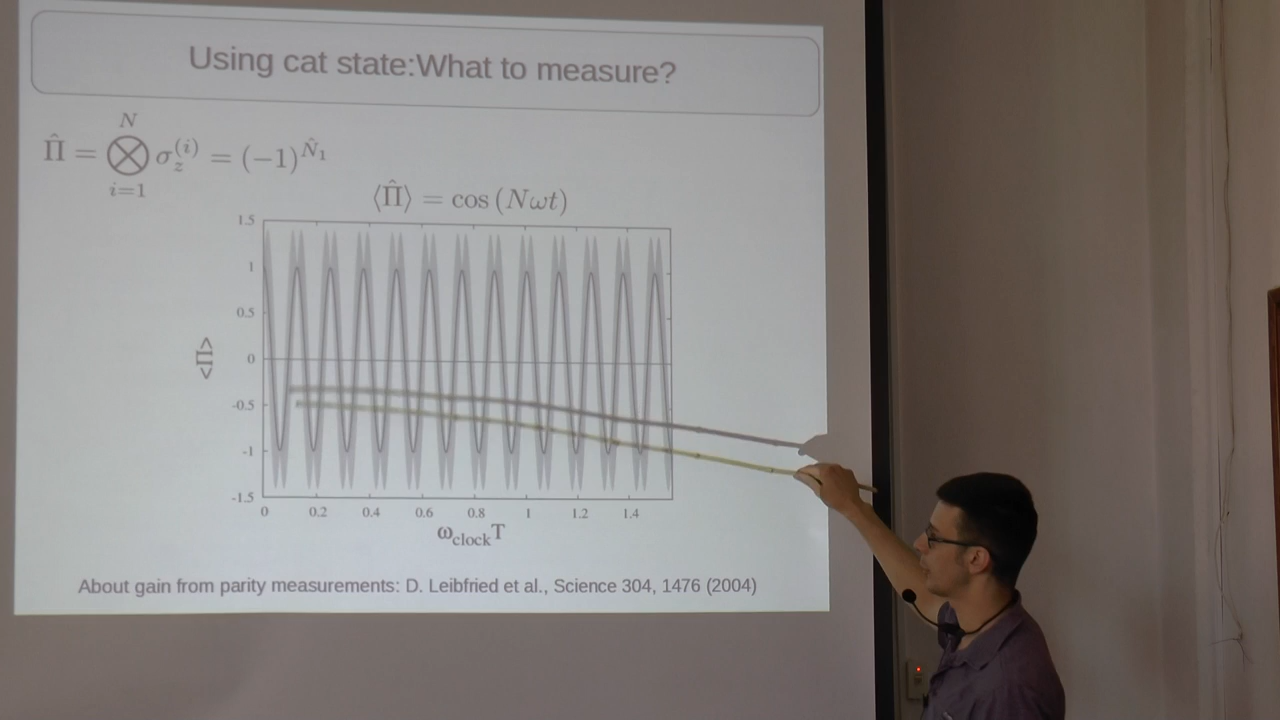 Using cat state:What to measure?
Π̂ = ⨂_{i=1}^{N} σ_z^{(i)} = (−1)^{N̂₁}
⟨Π̂⟩ = cos (Nωt)
1.5
1
0.5
0
-0.5
-1
-1.5
<Π>
0 0.2 0.4 0.6 0.8 1 1.2 1.4
ω_clock T
About gain from parity measurements: D. Leibfried et al., Science 304, 1476 (2004)